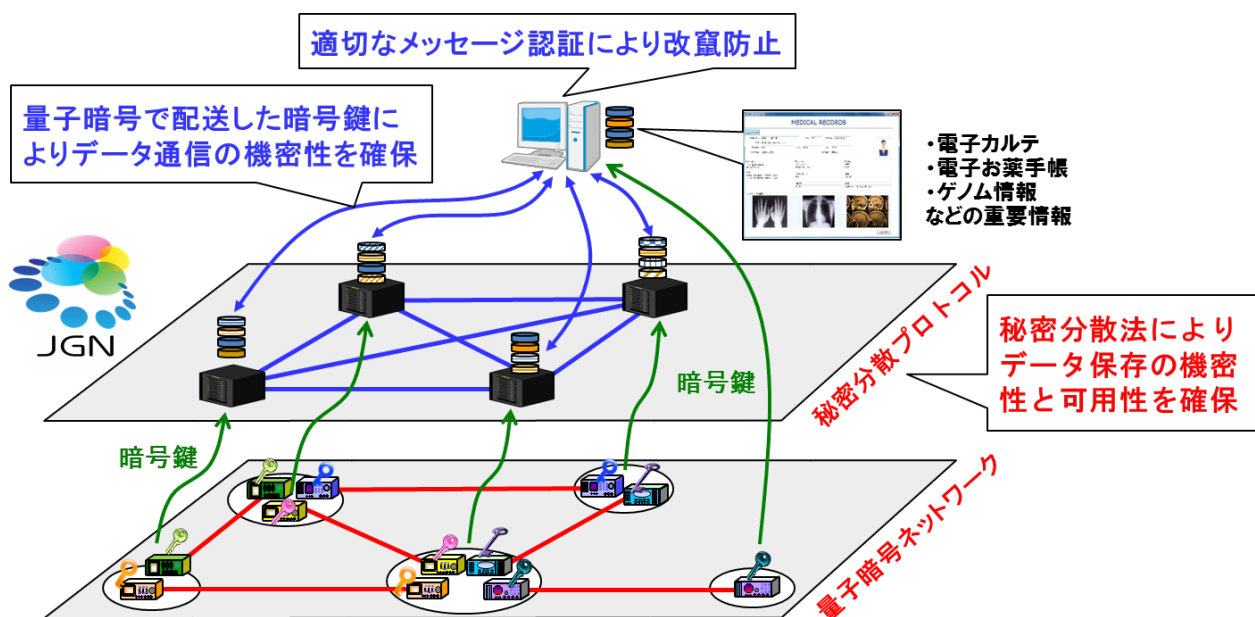 適切なメッセージ認証により改竄防止
量子暗号で配送した暗号鍵に
よりデータ通信の機密性を確保
MEDICAL RECORDS
・電子カルテ
・電子お薬手帳
・ゲノム情報
などの重要情報
JGN
秘密分散プロトコル
秘密分散法により
データ保存の機密
性と可用性を確保
暗号鍵
暗号鍵
量子暗号ネットワーク